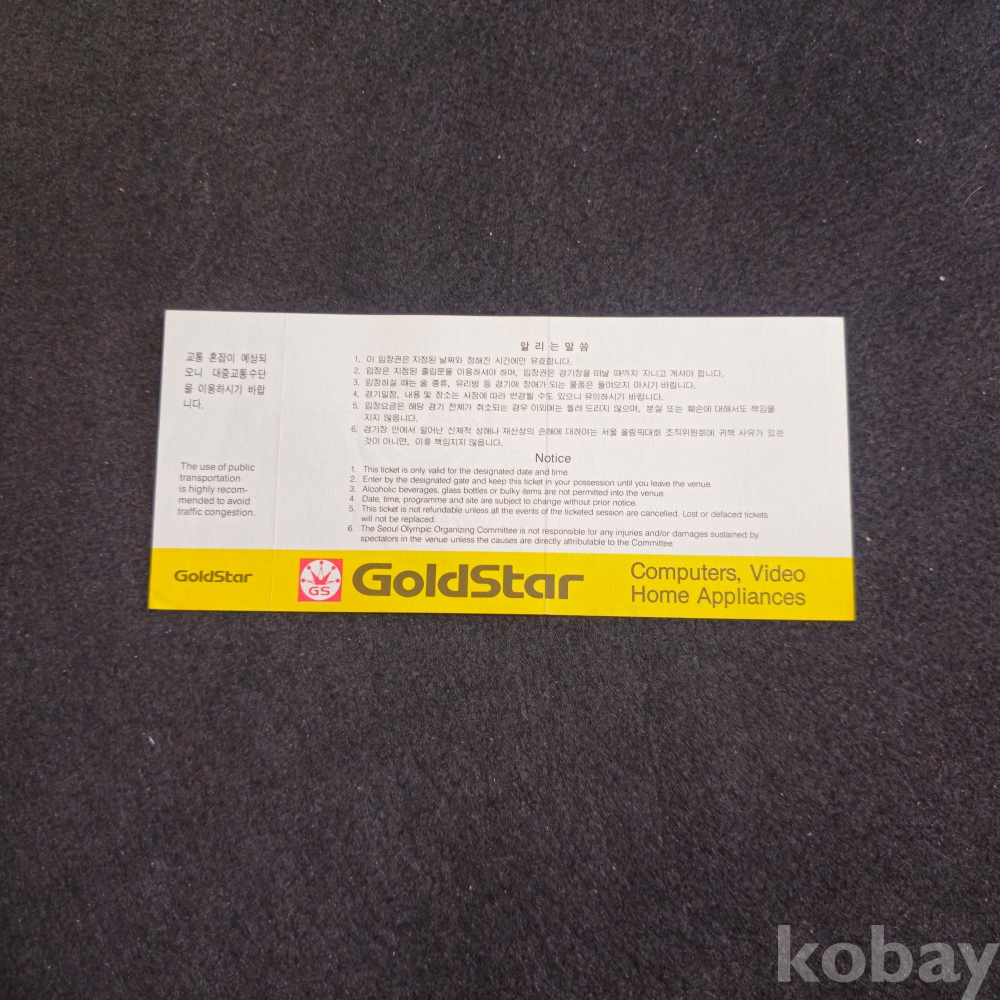 교통 혼잡이 예상되
오니 대중교통수단
을 이용하시기 바랍
니다.
The use of public
transportation
is highly recom-
mended to avoid
traffic congestion.
GoldStar
알 리 는 말 씀
1. 이 입장권은 지정된 날짜와 정해진 시간에만 유효합니다.
2. 입장은 지정된 출입문을 이용하셔야 하며, 입장권은 경기장을 떠날 때까지 지니고 계셔야 합니다.
3. 입장하실 때는 술 종류, 유리병 등 경기에 장애가 되는 물품은 들여오지 마시기 바랍니다.
4. 경기일정, 내용 및 장소는 사정에 따라 변경될 수도 있으니 유의하시기 바랍니다.
5. 입장요금은 해당 경기 전체가 취소되는 경우 이외에는 돌려 드리지 않으며, 분실 또는 훼손에 대해서도 책임을
지지 않읍니다.
6. 경기장 안에서 일어난 신체적 상해나 재산상의 손해에 대하여는 서울 올림픽대회 조직위원회에 귀책 사유가 있는
것이 아니면, 이를 책임지지 않읍니다.
Notice
1. This ticket is only valid for the designated date and time.
2. Enter by the designated gate and keep this ticket in your possession until you leave the venue.
3. Alcoholic beverages, glass bottles or bulky items are not permitted into the venue.
4. Date, time, programme and site are subject to change without prior notice.
5. This ticket is not refundable unless all the events of the ticketed session are cancelled. Lost or defaced tickets
will not be replaced.
6. The Seoul Olympic Organizing Committee is not responsible for any injuries and/or damages sustained by
spectators in the venue unless the causes are directly attributable to the Committee.
GS
GoldStar
Computers, Video
Home Appliances
kobay